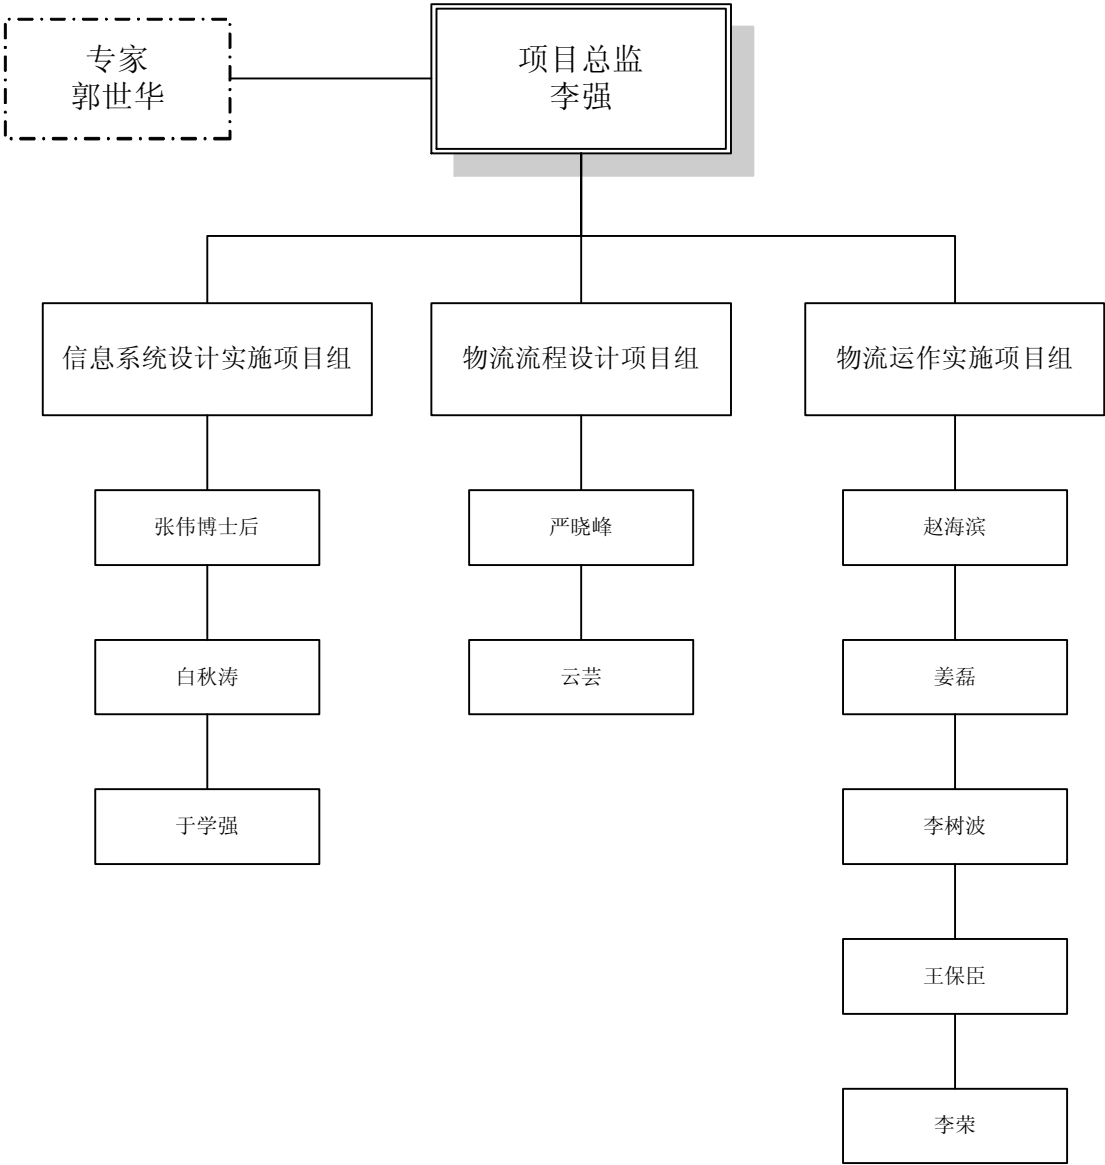 专家
郭世华
项目总监
李强
信息系统设计实施项目组
物流流程设计项目组
物流运作实施项目组
张伟博士后
严晓峰
赵海滨
白秋涛
云芸
姜磊
于学强
李树波
王保臣
李荣